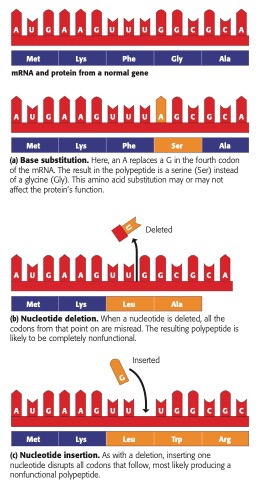 A U G A A G U U U G G C G C A
Met Lys Phe Gly Ala
mRNA and protein from a normal gene
A U G A A G U U U A G C G C A
Met Lys Phe Ser Ala
(a) Base substitution. Here, an A replaces a G in the fourth codon
of the mRNA. The result in the polypeptide is a serine (Ser) instead
of a glycine (Gly). This amino acid substitution may or may not
affect the protein's function.
U Deleted
A U G A A G U U G G C G C A
Met Lys Leu Ala
(b) Nucleotide deletion. When a nucleotide is deleted, all the
codons from that point on are misread. The resulting polypeptide is
likely to be completely nonfunctional.
Inserted
G
A U G A A G U U U G G C G C
Met Lys Leu Trp Arg
(c) Nucleotide insertion. As with a deletion, inserting one
nucleotide disrupts all codons that follow, most likely producing a
nonfunctional polypeptide.